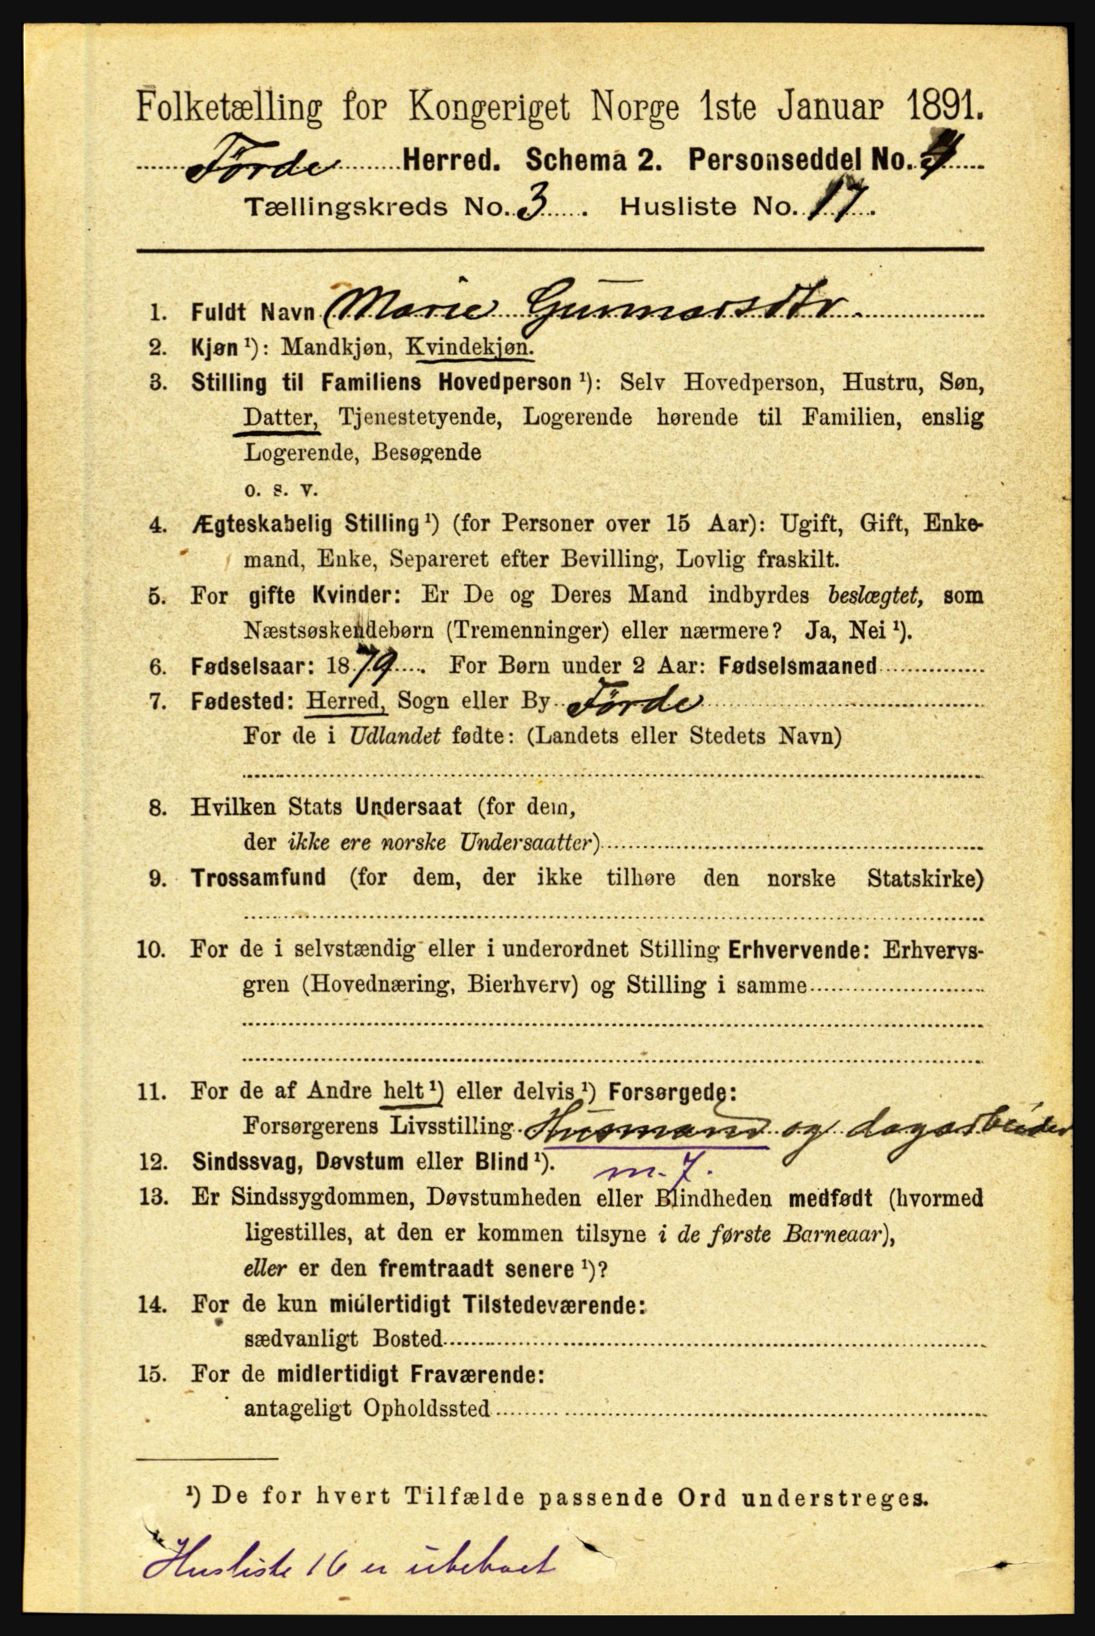 Folketælling for Kongeriget Norge 1ste Januar 1891.
Førde Herred. Schema 2. Personseddel No. 4
Tællingskreds No. 3. Husliste No. 17.
1. Fuldt Navn Marie Gunnarsdtr.
2. Kjøn ¹): Mandkjøn, Kvindekjøn.
3. Stilling til Familiens Hovedperson ¹): Selv Hovedperson, Hustru, Søn,
Datter, Tjenestetyende, Logerende hørende til Familien, enslig
Logerende, Besøgende
o. s. v.
4. Ægteskabelig Stilling ¹) (for Personer over 15 Aar): Ugift, Gift, Enke-
mand, Enke, Separeret efter Bevilling, Lovlig fraskilt.
5. For gifte Kvinder: Er De og Deres Mand indbyrdes beslægtet, som
Næstsøskendebørn (Tremenninger) eller nærmere? Ja, Nei ¹).
6. Fødselsaar: 1879. For Børn under 2 Aar: Fødselsmaaned
7. Fødested: Herred, Sogn eller By Førde
For de i Udlandet fødte: (Landets eller Stedets Navn)
8. Hvilken Stats Undersaat (for dem,
der ikke ere norske Undersaatter)
9. Trossamfund (for dem, der ikke tilhøre den norske Statskirke)
10. For de i selvstændig eller i underordnet Stilling Erhvervende: Erhvervs-
gren (Hovednæring, Bierhverv) og Stilling i samme
11. For de af Andre helt ¹) eller delvis ¹) Forsørgede:
Forsørgerens Livsstilling Husmand og dagarbeider
12. Sindssvag, Døvstum eller Blind ¹). m. 7.
13. Er Sindssygdommen, Døvstumheden eller Blindheden medfødt (hvormed
ligestilles, at den er kommen tilsyne i de første Barneaar),
eller er den fremtraadt senere ¹)?
14. For de kun midlertidigt Tilstedeværende:
sædvanligt Bosted
15. For de midlertidigt Fraværende:
antageligt Opholdssted
¹) De for hvert Tilfælde passende Ord understreges.
Husliste 16 er ubeboet